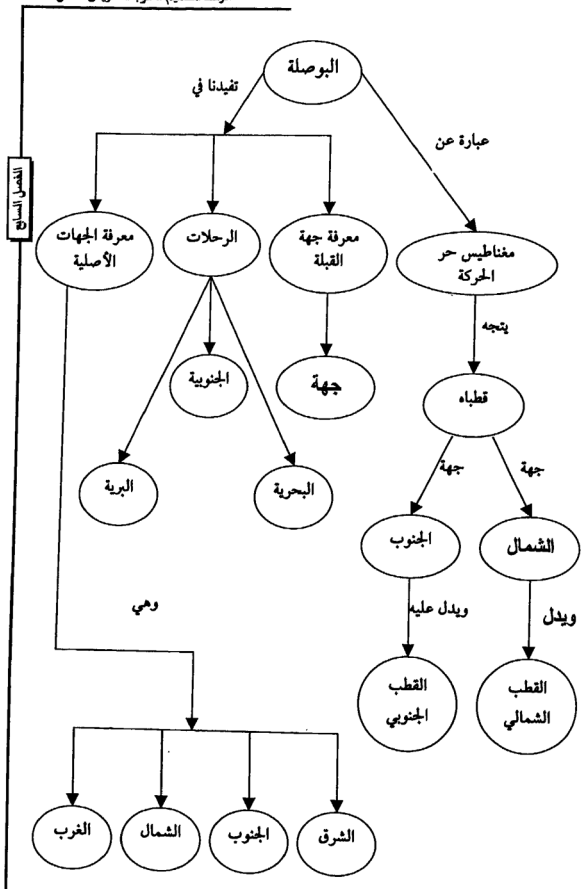 البوصلة
تفيدنا في
عبارة عن
معرفة الجهات
الأصلية
الرحلات
معرفة جهة
القبلة
مغناطيس حر
الحركة
الفصل السابع
يتجه
الجنوبية
جهة
قطباه
جهة
جهة
البرية
البحرية
الجنوب
الشمال
وهي
ويدل عليه
ويدل
القطب
الجنوبي
القطب
الشمالي
الشرق
الجنوب
الشمال
الغرب